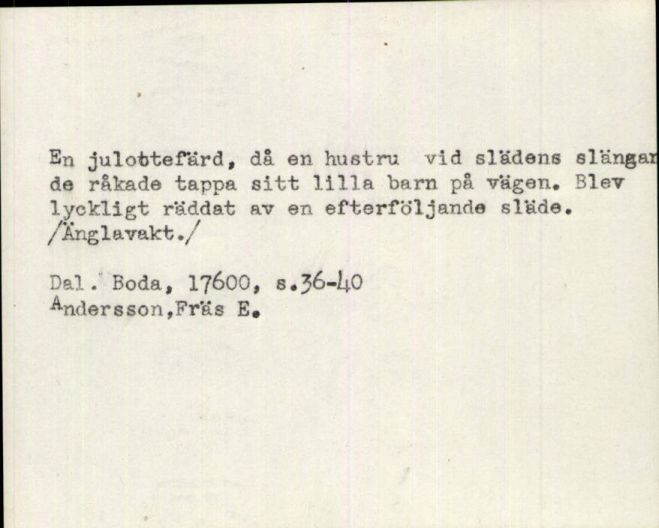 En julottefärd, då en hustru vid slädens slängan
de råkade tappa sitt lilla barn på vägen. Blev
lyckligt räddat av en efterföljande släde.
/Änglavakt./
Dal. Boda, 17600, s.36-40
Andersson,Fräs E.